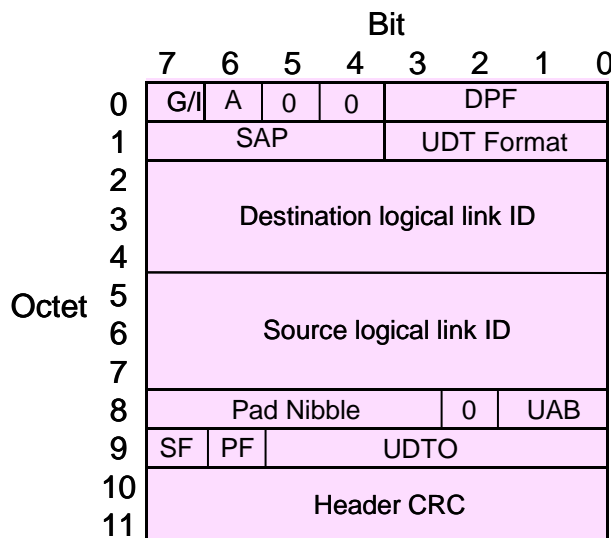 Bit
7 6 5 4 3 2 1 0
0 G/I A 0 0 DPF
1 SAP UDT Format
2
3 Destination logical link ID
4
5
Octet
6 Source logical link ID
7
8 Pad Nibble 0 UAB
9 SF PF UDTO
10
Header CRC
11